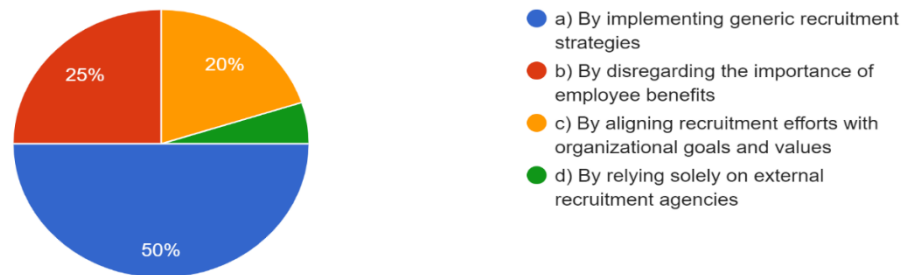 25%
20%
50%
a) By implementing generic recruitment
strategies
b) By disregarding the importance of
employee benefits
c) By aligning recruitment efforts with
organizational goals and values
d) By relying solely on external
recruitment agencies